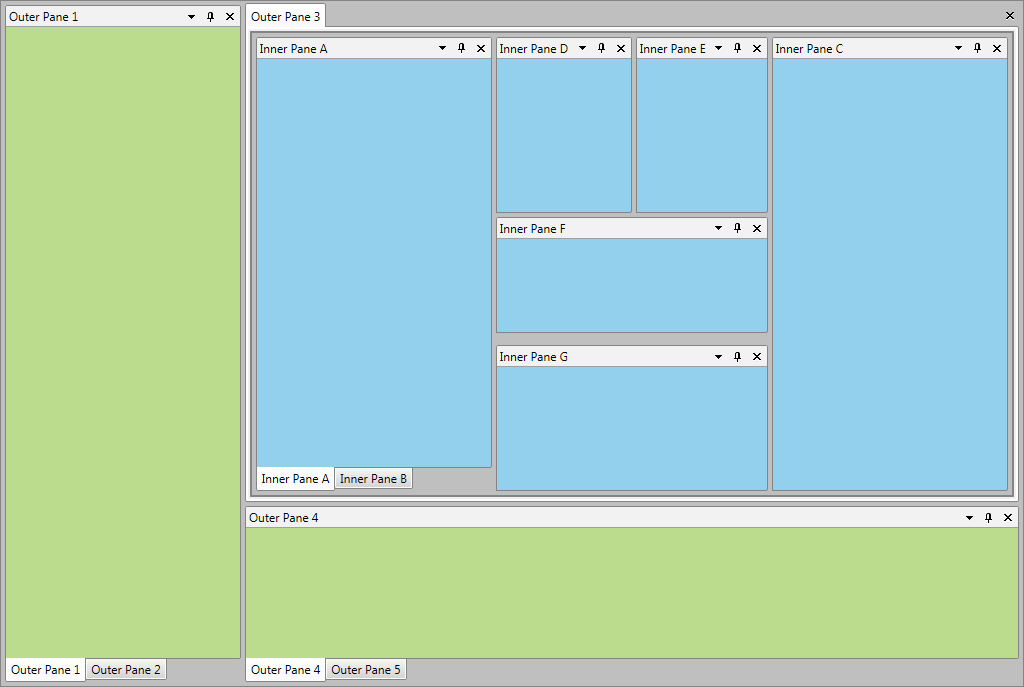 Outer Pane 1
Outer Pane 3
Inner Pane A
Inner Pane D
Inner Pane E
Inner Pane C
Inner Pane F
Inner Pane G
Inner Pane A
Inner Pane B
Outer Pane 4
Outer Pane 1
Outer Pane 2
Outer Pane 4
Outer Pane 5